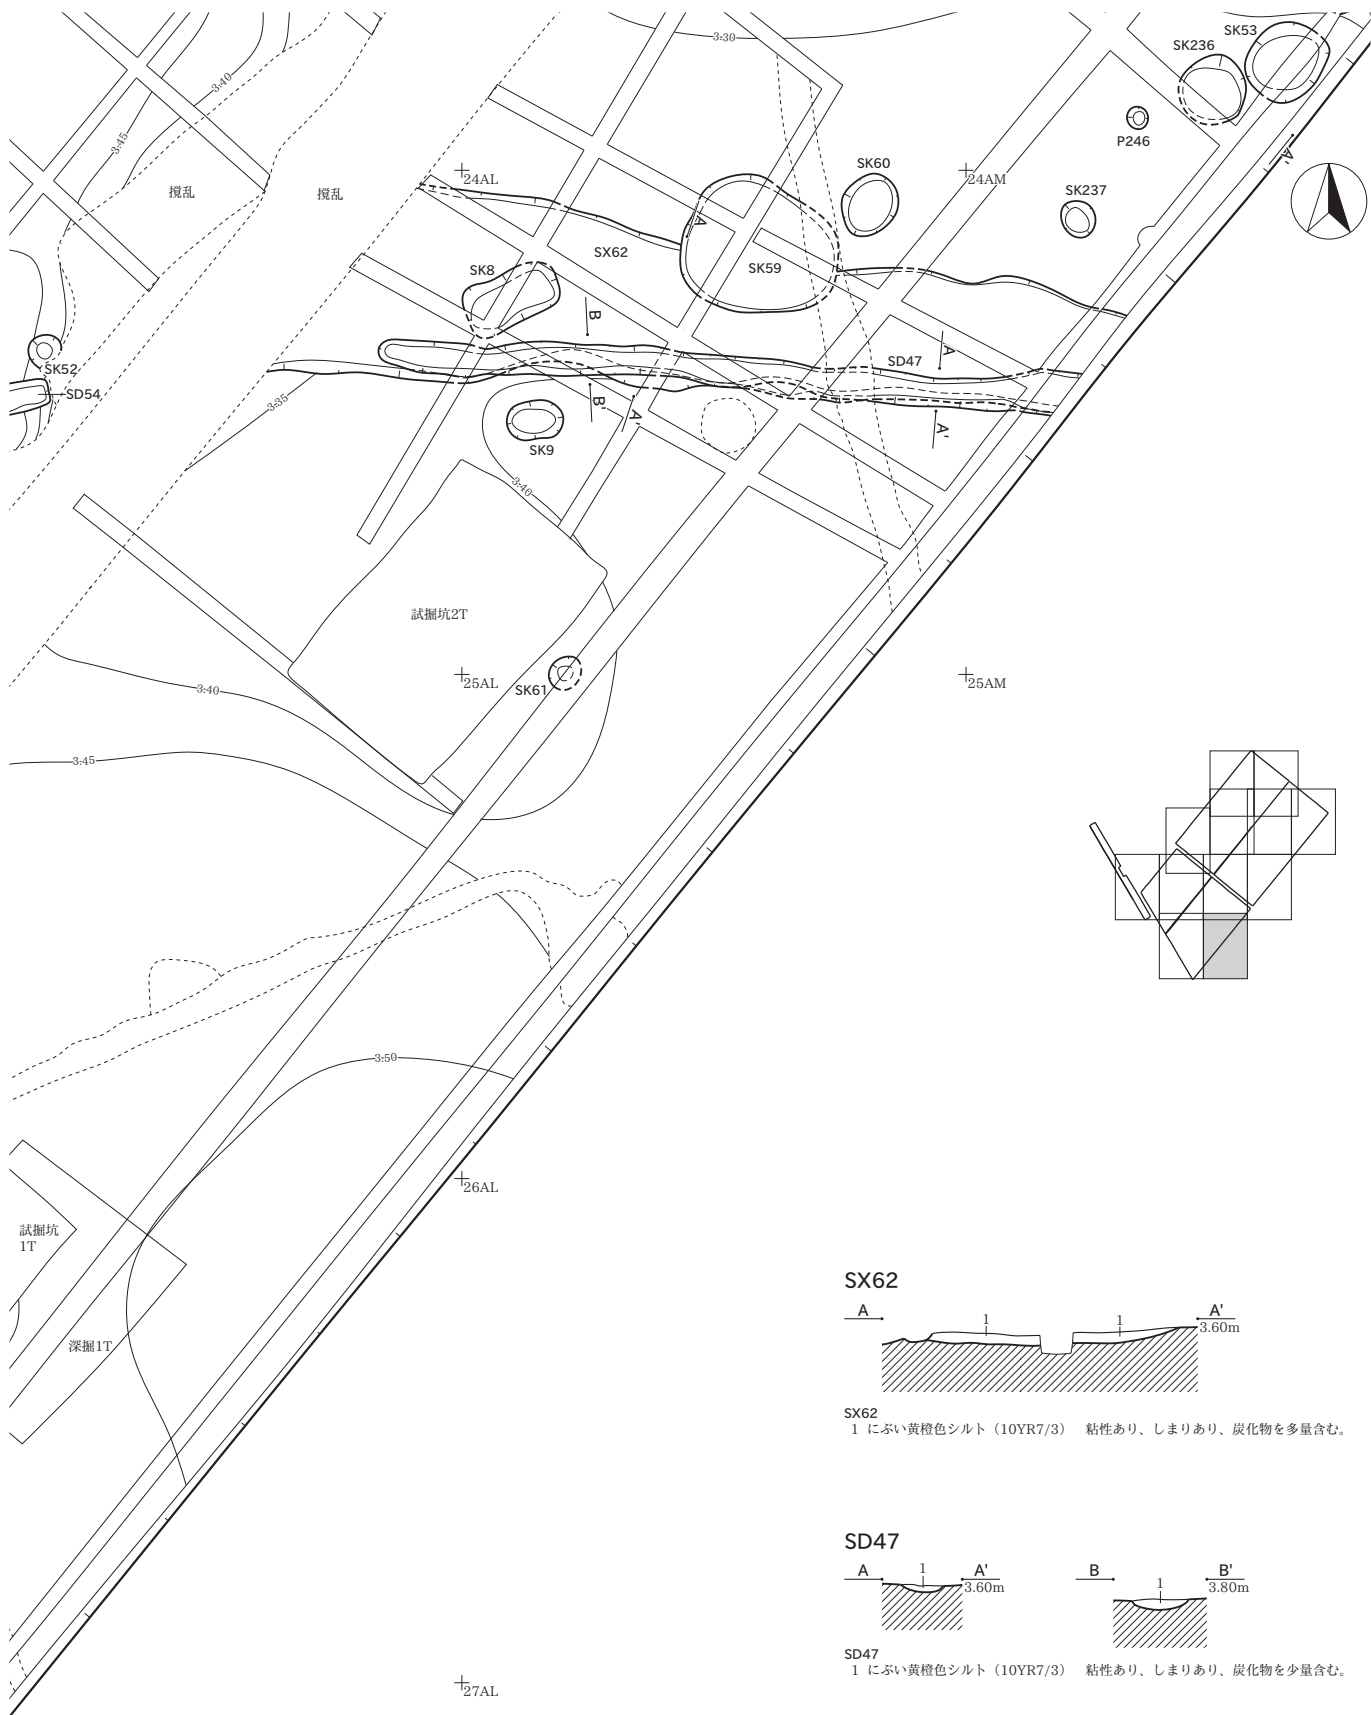 3.30
SK53
SK236
3.40
3.45
P246
SK60
24AL
24AM
A'
攪乱
攪乱
SK237
A
SX62
SK59
SK8
B
SD47
A
SK52
SD54
3.35
B'
A'
A'
SK9
3.40
試掘坑2T
25AL
25AM
SK61
3.40
3.45
3.50
26AL
試掘坑
1T
深掘1T
SX62
A
1
1
A'
3.60m
SX62
1 にぶい黄橙色シルト（10YR7/3） 粘性あり、しまりあり、炭化物を多量含む。
SD47
A
1
A'
3.60m
B
1
B'
3.80m
SD47
1 にぶい黄橙色シルト（10YR7/3） 粘性あり、しまりあり、炭化物を少量含む。
27AL